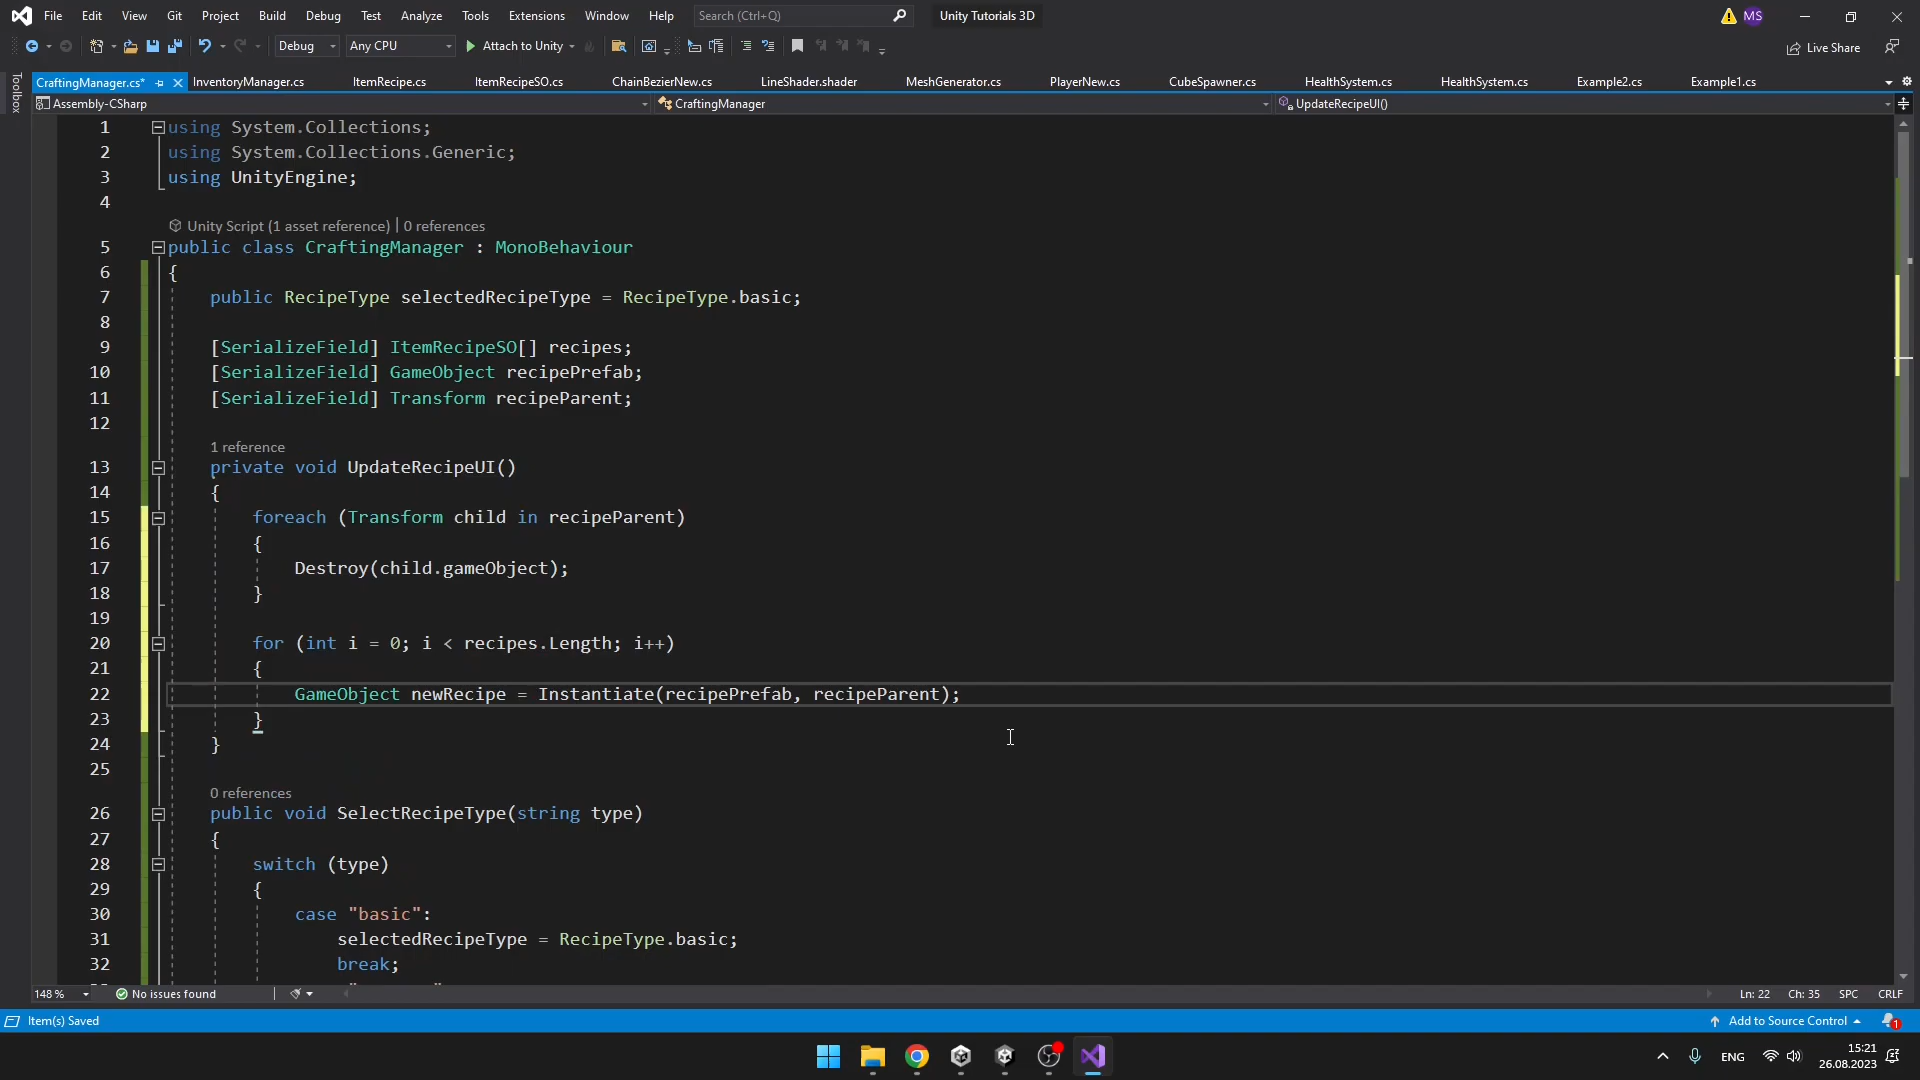 File Edit View Git Project Build Debug Test Analyze Tools Extensions Window Help Search (Ctrl+Q) Unity Tutorials 3D MS
Debug Any CPU Attach to Unity Live Share
Toolbox
CraftingManager.cs* InventoryManager.cs ItemRecipe.cs ItemRecipeSO.cs ChainBezierNew.cs LineShader.shader MeshGenerator.cs PlayerNew.cs CubeSpawner.cs HealthSystem.cs HealthSystem.cs Example2.cs Example1.cs
Assembly-CSharp CraftingManager UpdateRecipeUI()
1 using System.Collections;
2 using System.Collections.Generic;
3 using UnityEngine;
4
Unity Script (1 asset reference) | 0 references
5 public class CraftingManager : MonoBehaviour
6 {
7 public RecipeType selectedRecipeType = RecipeType.basic;
8
9 [SerializeField] ItemRecipeSO[] recipes;
10 [SerializeField] GameObject recipePrefab;
11 [SerializeField] Transform recipeParent;
12
1 reference
13 private void UpdateRecipeUI()
14 {
15 foreach (Transform child in recipeParent)
16 {
17 Destroy(child.gameObject);
18 }
19
20 for (int i = 0; i < recipes.Length; i++)
21 {
22 GameObject newRecipe = Instantiate(recipePrefab, recipeParent);
23 }
24 }
25
0 references
26 public void SelectRecipeType(string type)
27 {
28 switch (type)
29 {
30 case "basic":
31 selectedRecipeType = RecipeType.basic;
32 break;
148 % No issues found Ln: 22 Ch: 35 SPC CRLF
Item(s) Saved Add to Source Control 1
ENG 15:21
26.08.2023